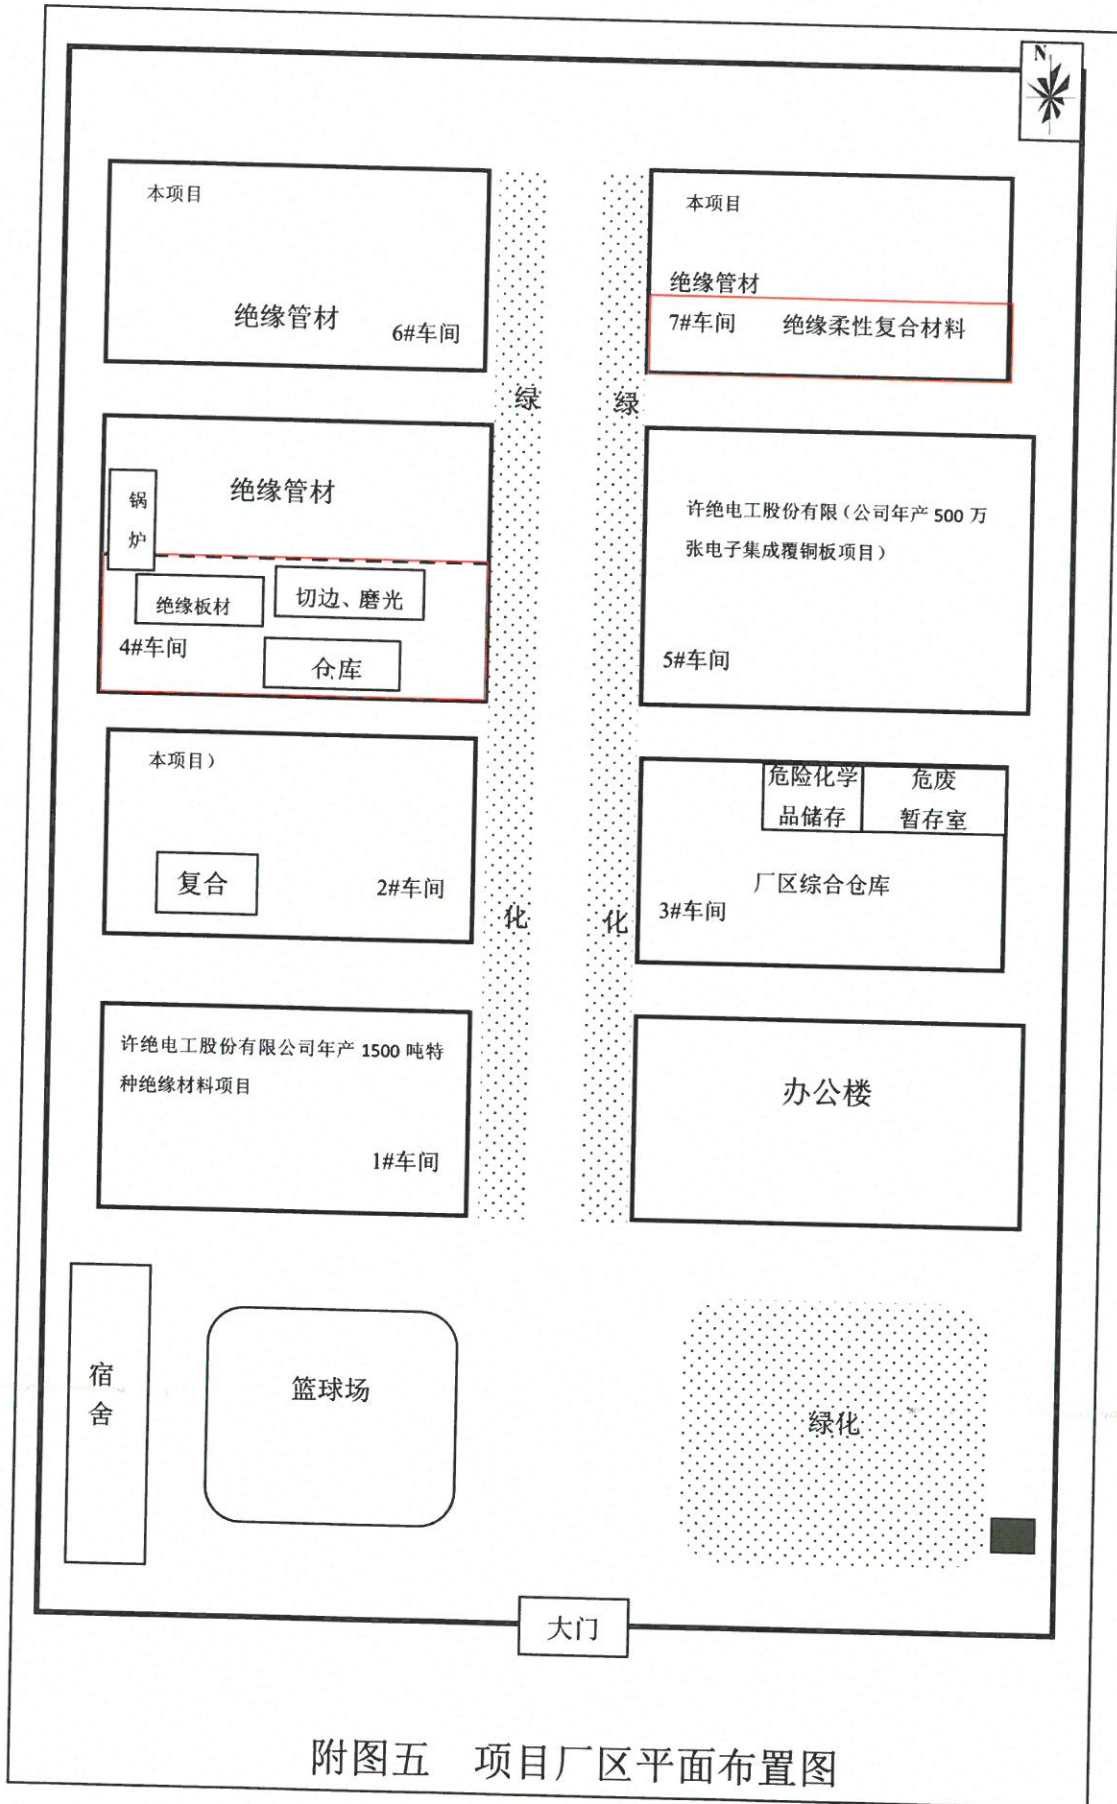 N
本项目
绝缘管材
6#车间
本项目
绝缘管材
7#车间
绝缘柔性复合材料
绿
绿
绝缘管材
锅
炉
绝缘板材
切边、磨光
4#车间
仓库
许绝电工股份有限（公司年产 500 万
张电子集成覆铜板项目）
5#车间
本项目）
复合
2#车间
危险化学
品储存
危废
暂存室
厂区综合仓库
3#车间
化
化
许绝电工股份有限公司年产 1500 吨特
种绝缘材料项目
1#车间
办公楼
宿
舍
篮球场
绿化
大门
附图五 项目厂区平面布置图